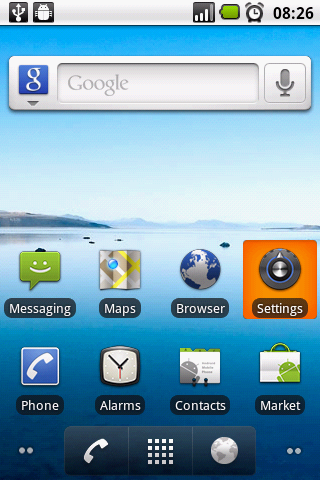 08:26
g Google
Messaging Maps Browser Settings
Phone Alarms Contacts Market